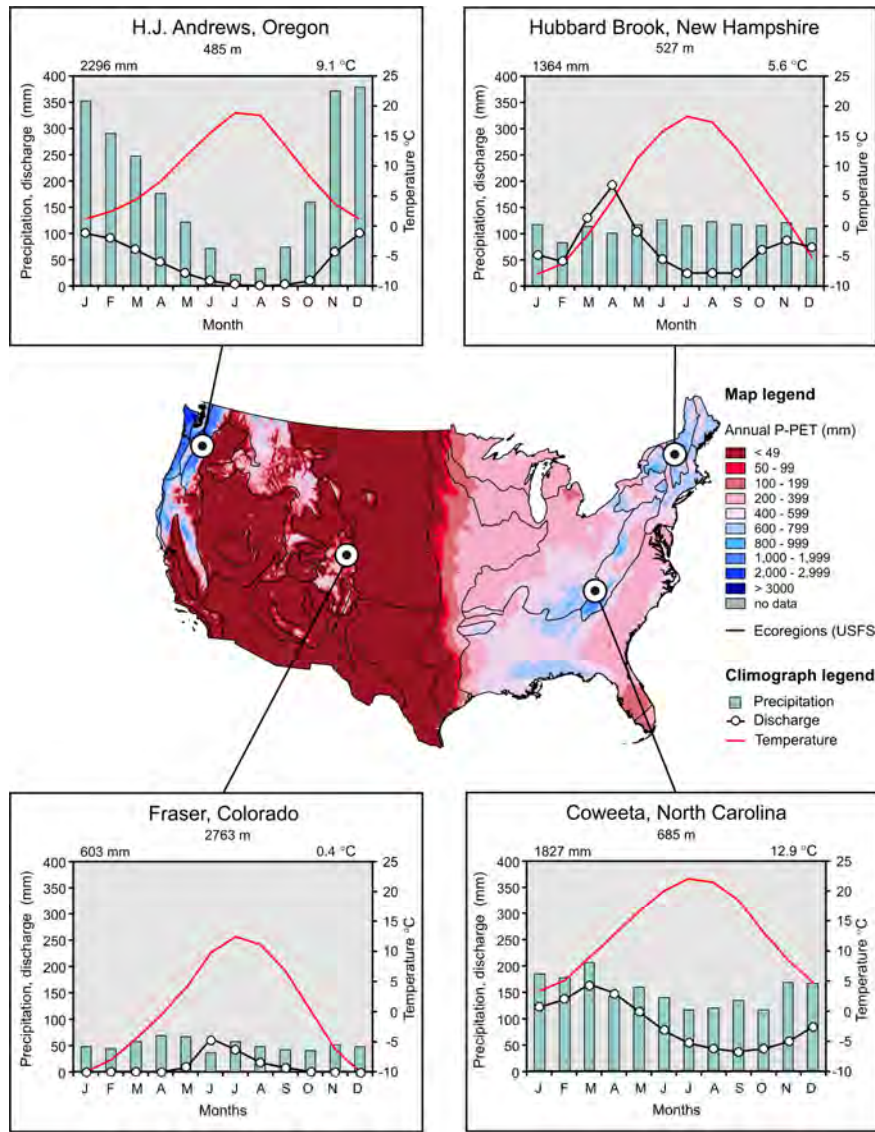 H.J. Andrews, Oregon
485 m
2296 mm 9.1 °C
400 350 300 250 200 150 100 50 0
Precipitation, discharge (mm)
25 20 15 10 5 0 -5 -10
Temperature °C
J F M A M J J A S O N D
Month
Hubbard Brook, New Hampshire
527 m
1364 mm 5.6 °C
400 350 300 250 200 150 100 50 0
Precipitation, discharge (mm)
25 20 15 10 5 0 -5 -10
Temperature °C
J F M A M J J A S O N D
Month
Map legend
Annual P-PET (mm)
< 49
50 - 99
100 - 199
200 - 399
400 - 599
600 - 799
800 - 999
1,000 - 1,999
2,000 - 2,999
> 3000
no data
Ecoregions (USFS
Climograph legend
Precipitation
Discharge
Temperature
Fraser, Colorado
2763 m
603 mm 0.4 °C
400 350 300 250 200 150 100 50 0
Precipitation, discharge (mm)
25 20 15 10 5 0 -5 -10
Temperature °C
J F M A M J J A S O N D
Months
Coweeta, North Carolina
685 m
1827 mm 12.9 °C
400 350 300 250 200 150 100 50 0
Precipitation, discharge (mm)
25 20 15 10 5 0 -5 -10
Temperature °C
J F M A M J J A S O N D
Months